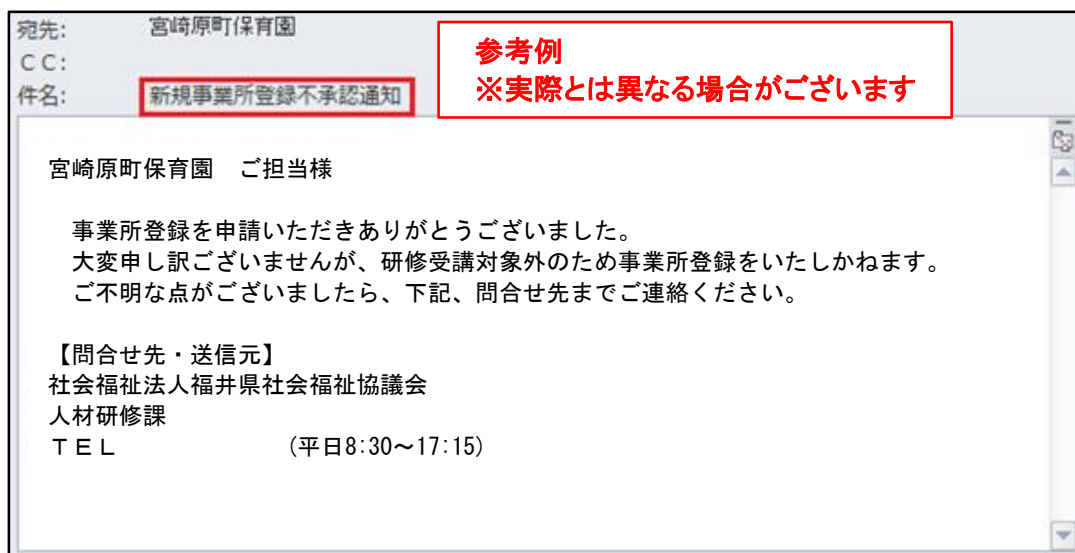 宛先: 宮崎原町保育園
CC:
件名: 新規事業所登録不承認通知
参考例
※実際とは異なる場合がございます
宮崎原町保育園　ご担当様
事業所登録を申請いただきありがとうございました。
大変申し訳ございませんが、研修受講対象外のため事業所登録をいたしかねます。
ご不明な点がございましたら、下記、問合せ先までご連絡ください。
【問合せ先・送信元】
社会福祉法人福井県社会福祉協議会
人材研修課
ＴＥＬ　　　　　　　(平日8:30～17:15)